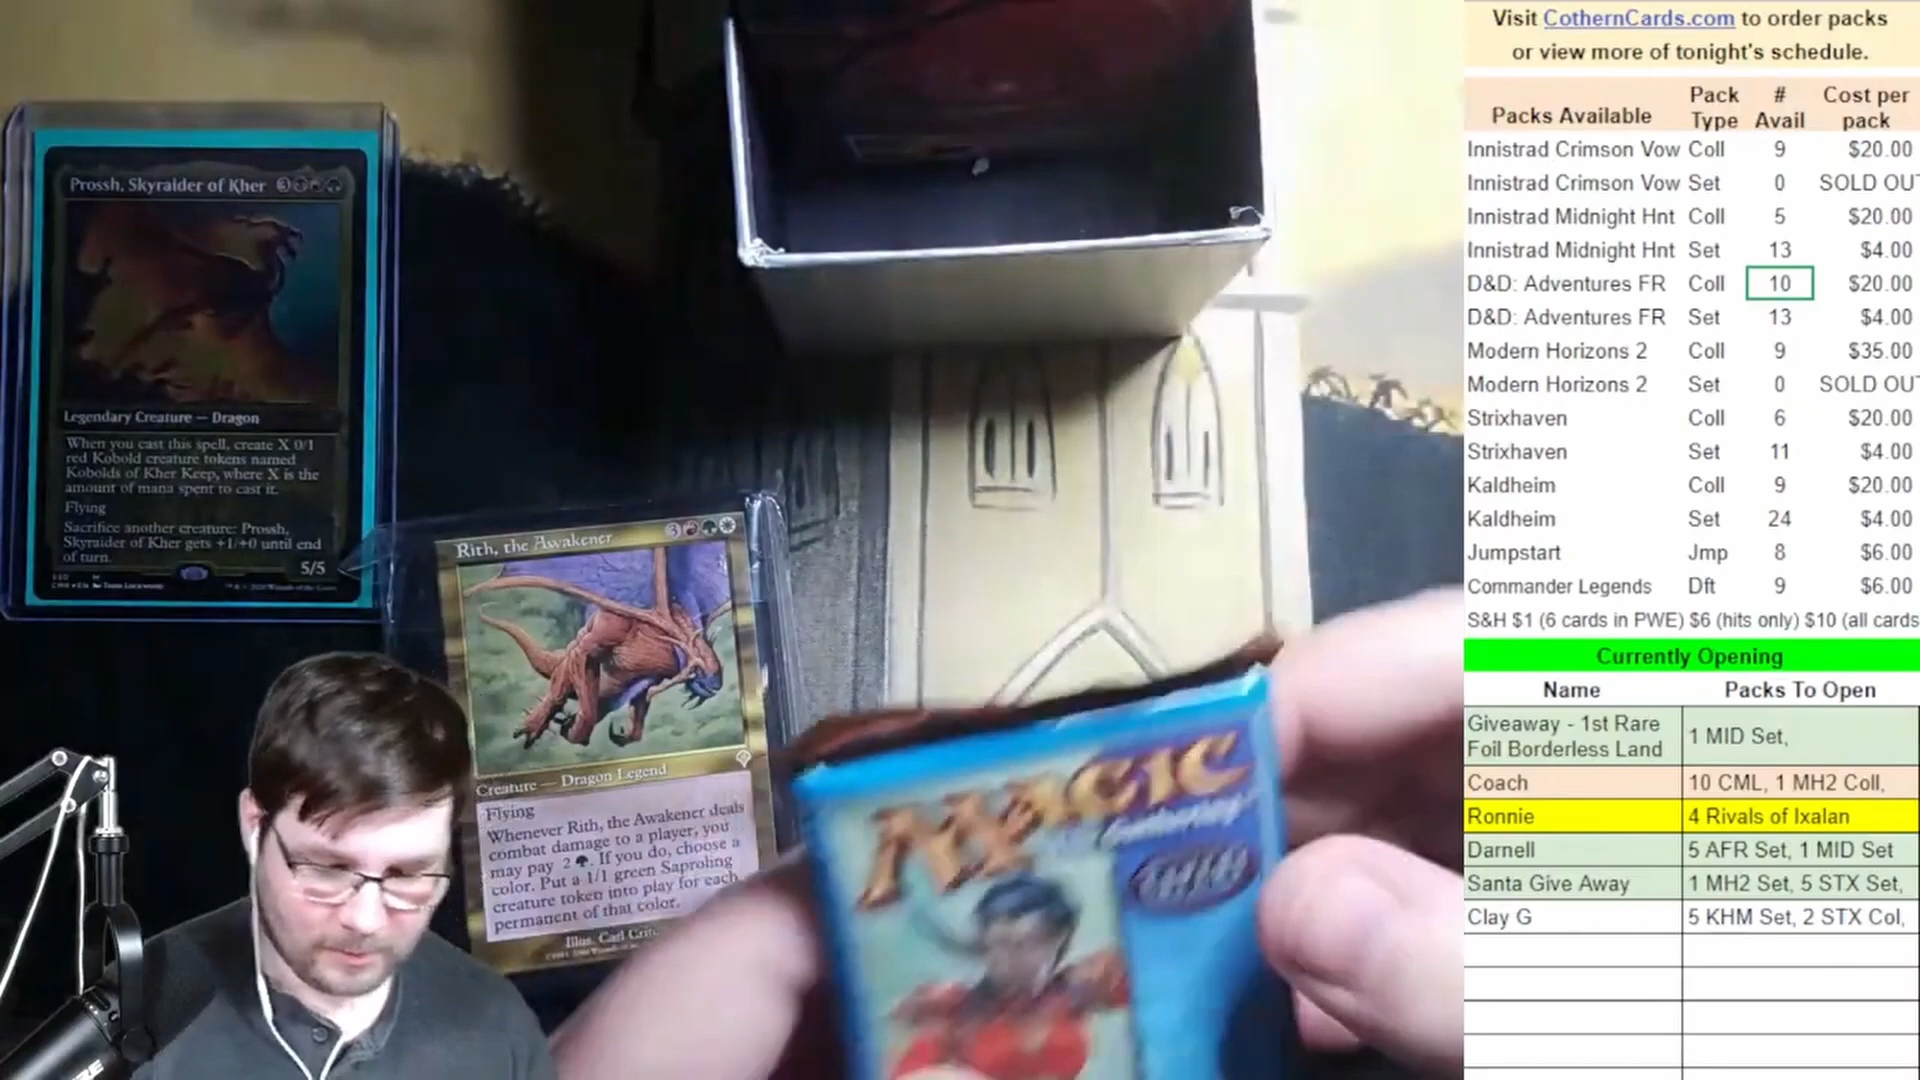 Visit CothernCards.com to order packs
or view more of tonight's schedule.
Packs Available Pack Type # Avail Cost per pack
Innistrad Crimson Vow Coll 9 $20.00
Innistrad Crimson Vow Set 0 SOLD OUT
Innistrad Midnight Hnt Coll 5 $20.00
Innistrad Midnight Hnt Set 13 $4.00
D&D: Adventures FR Coll 10 $20.00
D&D: Adventures FR Set 13 $4.00
Modern Horizons 2 Coll 9 $35.00
Modern Horizons 2 Set 0 SOLD OUT
Strixhaven Coll 6 $20.00
Strixhaven Set 11 $4.00
Kaldheim Coll 9 $20.00
Kaldheim Set 24 $4.00
Jumpstart Jmp 8 $6.00
Commander Legends Dft 9 $6.00
S&H $1 (6 cards in PWE) $6 (hits only) $10 (all cards
Currently Opening
Name Packs To Open
Giveaway - 1st Rare
Foil Borderless Land 1 MID Set,
Coach 10 CML, 1 MH2 Coll,
Ronnie 4 Rivals of Ixalan
Darnell 5 AFR Set, 1 MID Set
Santa Give Away 1 MH2 Set, 5 STX Set,
Clay G 5 KHM Set, 2 STX Col,
Prossh, Skyraider of Kher 3
Legendary Creature — Dragon
When you cast this spell, create X 0/1
red Kobold creature tokens named
Kobolds of Kher Keep, where X is the
amount of mana spent to cast it.
Flying
Sacrifice another creature: Prossh,
Skyraider of Kher gets +1/+0 until end
of turn.
5/5
Rith, the Awakener 3
Creature — Dragon Legend
Flying
Whenever Rith, the Awakener deals
combat damage to a player, you
may pay 2. If you do, choose a
color. Put a 1/1 green Saproling
creature token into play for each
permanent of that color.
Illus. Carl
Magic